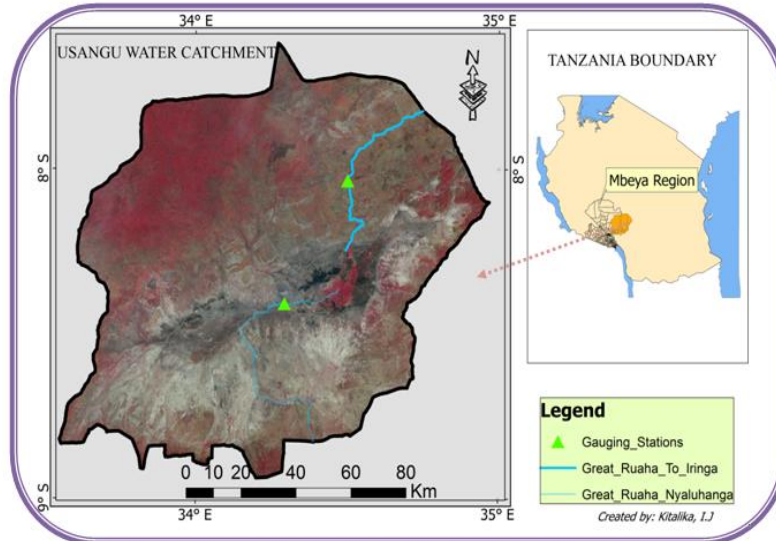 34° E
35° E
USANGU WATER CATCHMENT
N
8° S
8° S
9° S
0 10 20 40 60 80
Km
34° E
35° E
TANZANIA BOUNDARY
Mbeya Region
Legend
Gauging_Stations
Great_Ruaha_To_Iringa
Great_Ruaha_Nyaluhanga
Created by: Kitalika, I.J